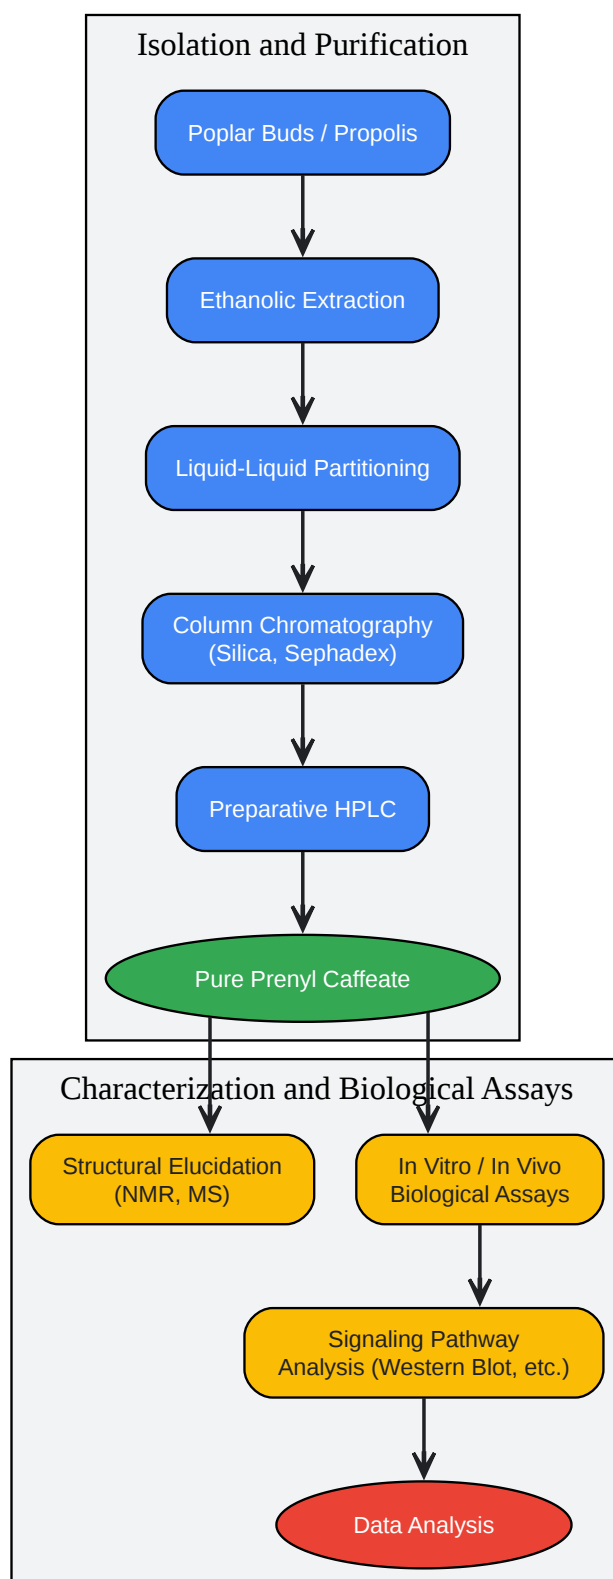 Isolation and Purification
Poplar Buds / Propolis
Ethanolic Extraction
Liquid-Liquid Partitioning
Column Chromatography
(Silica, Sephadex)
Preparative HPLC
Pure Prenyl Caffeate
Characterization and Biological Assays
Structural Elucidation
(NMR, MS)
In Vitro / In Vivo
Biological Assays
Signaling Pathway
Analysis (Western Blot, etc.)
Data Analysis